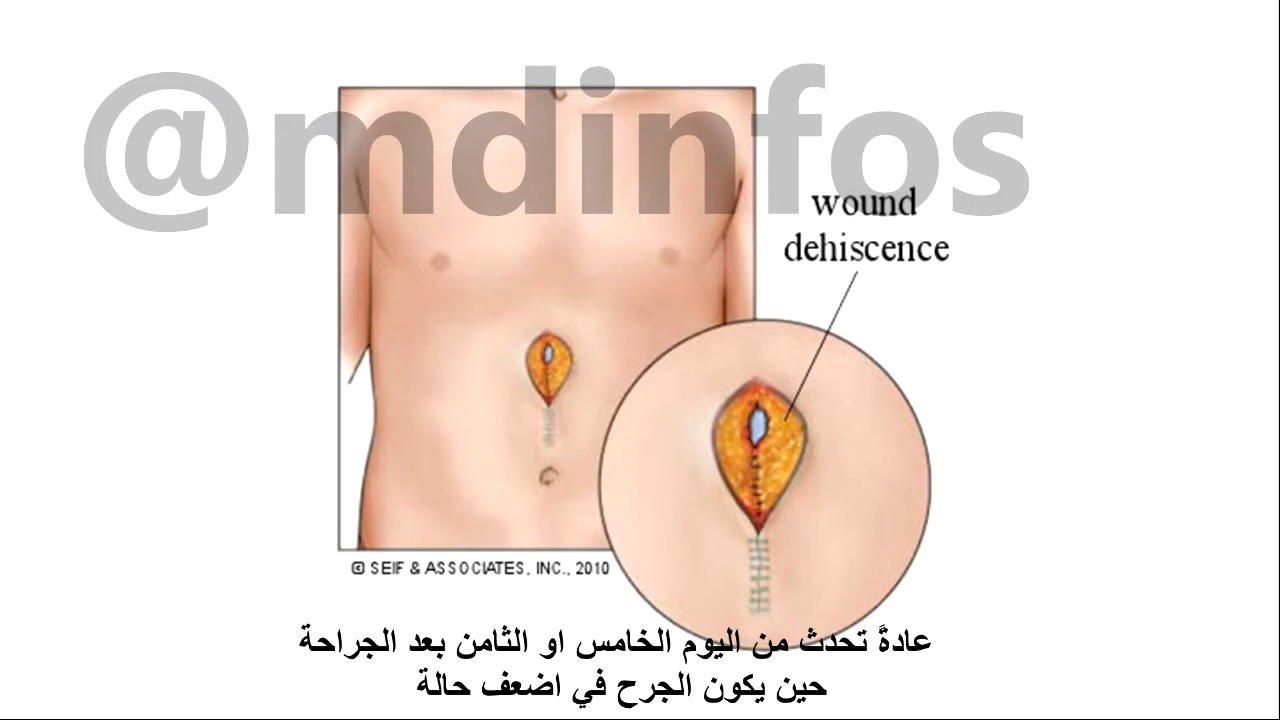 @mdinfos
wound
dehiscence
© SEIF & ASSOCIATES, INC., 2010
عادةً تحدث من اليوم الخامس او الثامن بعد الجراحة
حين يكون الجرح في اضعف حالة